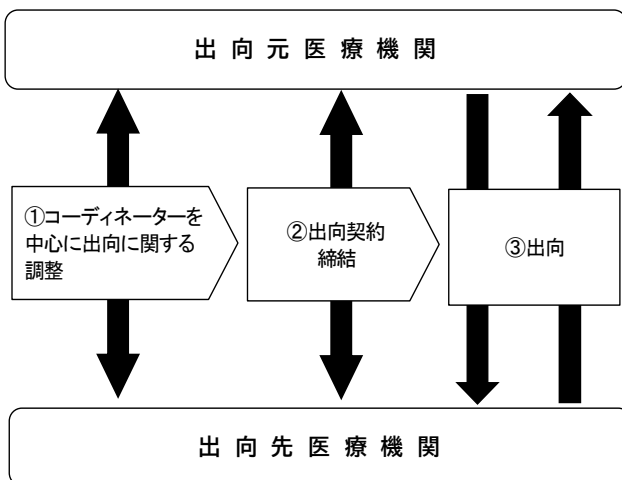 出向元医療機関
①コーディネーターを
中心に出向に関する
調整
②出向契約
締結
③出向
出向先医療機関